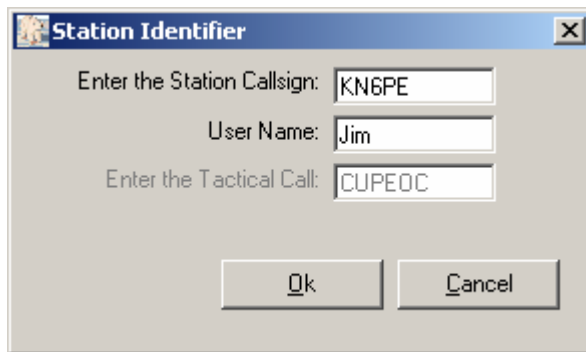 Station Identifier
Enter the Station Callsign: KN6PE
User Name: Jim
Enter the Tactical Call: CUPEOC
Ok Cancel